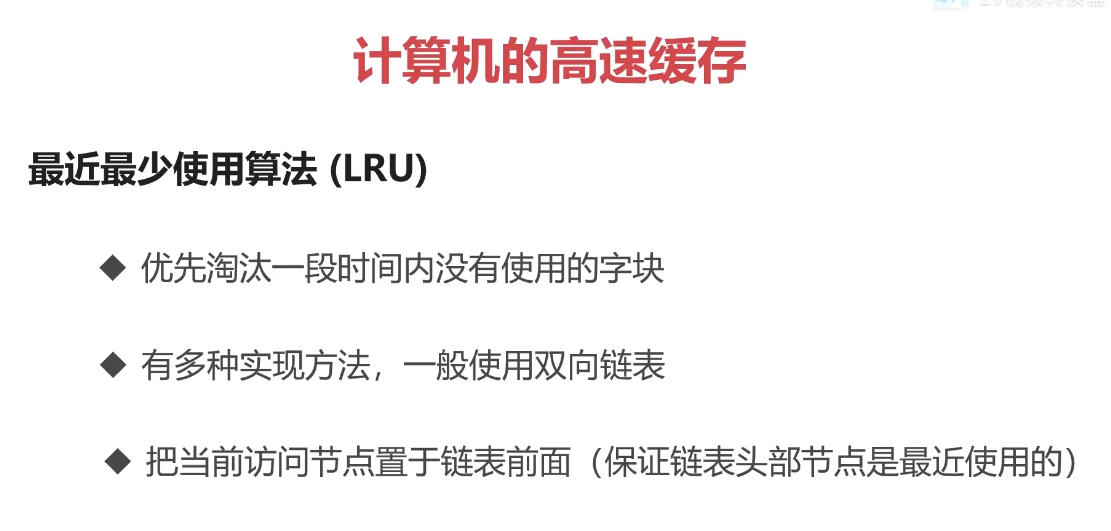 计算机的高速缓存
最近最少使用算法 (LRU)
◆ 优先淘汰一段时间内没有使用的字块
◆ 有多种实现方法，一般使用双向链表
◆ 把当前访问节点置于链表前面（保证链表头部节点是最近使用的）